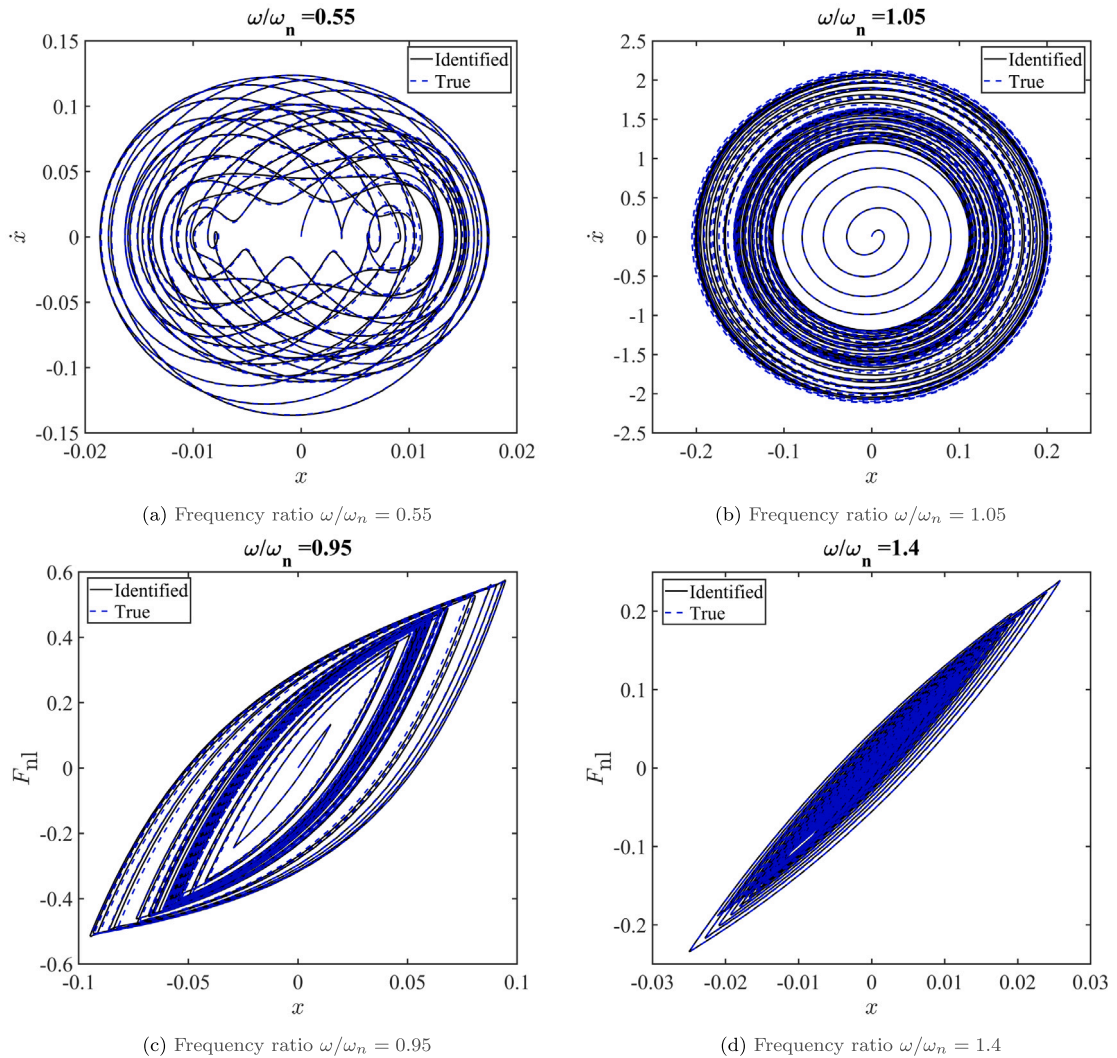 ω/ωn =0.55
0.15
0.1
0.05
0
-0.05
-0.1
-0.15
ẋ
-0.02
-0.01
0
0.01
0.02
x
Identified
True
(a) Frequency ratio ω/ωn = 0.55
ω/ωn =1.05
2.5
2
1.5
1
0.5
0
-0.5
-1
-1.5
-2
-2.5
ẋ
-0.2
-0.1
0
0.1
0.2
x
Identified
True
(b) Frequency ratio ω/ωn = 1.05
ω/ωn =0.95
0.6
0.4
0.2
0
-0.2
-0.4
-0.6
Fnl
-0.1
-0.05
0
0.05
0.1
x
Identified
True
(c) Frequency ratio ω/ωn = 0.95
ω/ωn =1.4
0.2
0.1
0
-0.1
-0.2
Fnl
-0.03
-0.02
-0.01
0
0.01
0.02
0.03
x
Identified
True
(d) Frequency ratio ω/ωn = 1.4